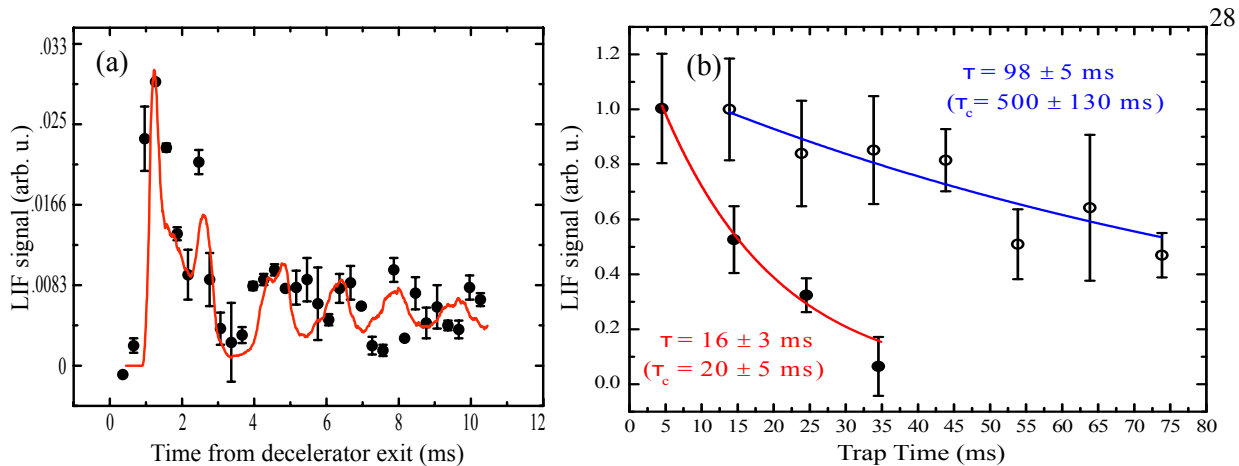 28
(a)
.033
.025
.0166
.0083
0
LIF signal (arb. u.)
0 2 4 6 8 10 12
Time from decelerator exit (ms)
(b)
1.2
1.0
0.8
0.6
0.4
0.2
0.0
LIF signal (arb. u.)
τ = 98 ± 5 ms
(τc = 500 ± 130 ms)
τ = 16 ± 3 ms
(τc = 20 ± 5 ms)
0 5 10 15 20 25 30 35 40 45 50 55 60 65 70 75 80
Trap Time (ms)